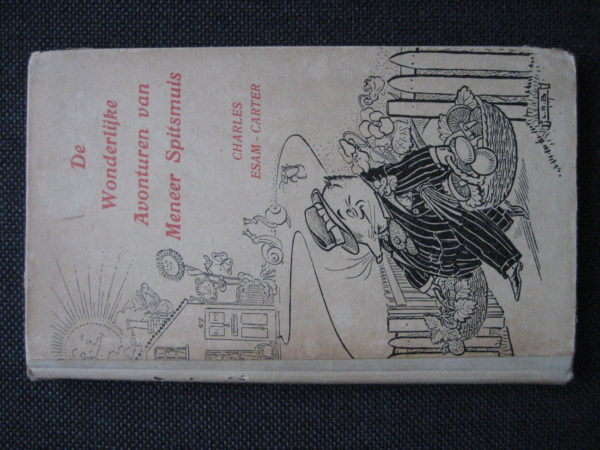 De
Wonderlijke
Avonturen van
Meneer Spitsmuis
CHARLES
ESAM-CARTER